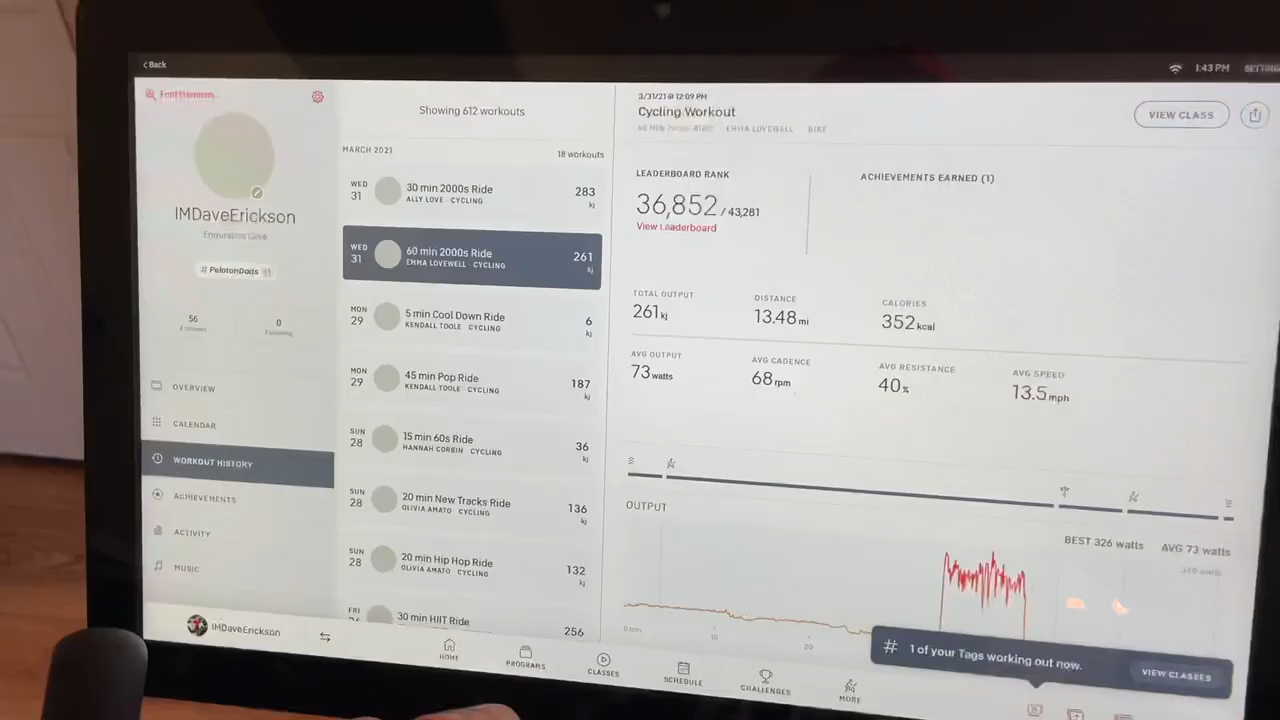 Back
1:43 PM
Showing 612 workouts
MARCH 2021
18 workouts
IMDaveErickson
# PelotonDads
56
0
OVERVIEW
CALENDAR
WORKOUT HISTORY
ACHIEVEMENTS
ACTIVITY
MUSIC
WED 31
30 min 2000s Ride
ALLY LOVE · CYCLING
283 kj
WED 31
60 min 2000s Ride
EMMA LOVEWELL · CYCLING
261 kj
MON 29
5 min Cool Down Ride
KENDALL TOOLE · CYCLING
6 kj
MON 29
45 min Pop Ride
KENDALL TOOLE · CYCLING
187 kj
SUN 28
15 min 60s Ride
HANNAH CORBIN · CYCLING
36 kj
SUN 28
20 min New Tracks Ride
OLIVIA AMATO · CYCLING
136 kj
SUN 28
20 min Hip Hop Ride
OLIVIA AMATO · CYCLING
132 kj
FRI
30 min HIIT Ride
256
3/31/21 @ 12:09 PM
Cycling Workout
60 MIN 2000S RIDE EMMA LOVEWELL BIKE
VIEW CLASS
LEADERBOARD RANK
36,852 / 43,281
View Leaderboard
ACHIEVEMENTS EARNED (1)
TOTAL OUTPUT
261 kj
DISTANCE
13.48 mi
CALORIES
352 kcal
AVG OUTPUT
73 watts
AVG CADENCE
68 rpm
AVG RESISTANCE
40 %
AVG SPEED
13.5 mph
OUTPUT
BEST 326 watts AVG 73 watts
0 min
10
20
# 1 of your Tags working out now.
VIEW CLASSES
IMDaveErickson
HOME
PROGRAMS
CLASSES
SCHEDULE
CHALLENGES
MORE